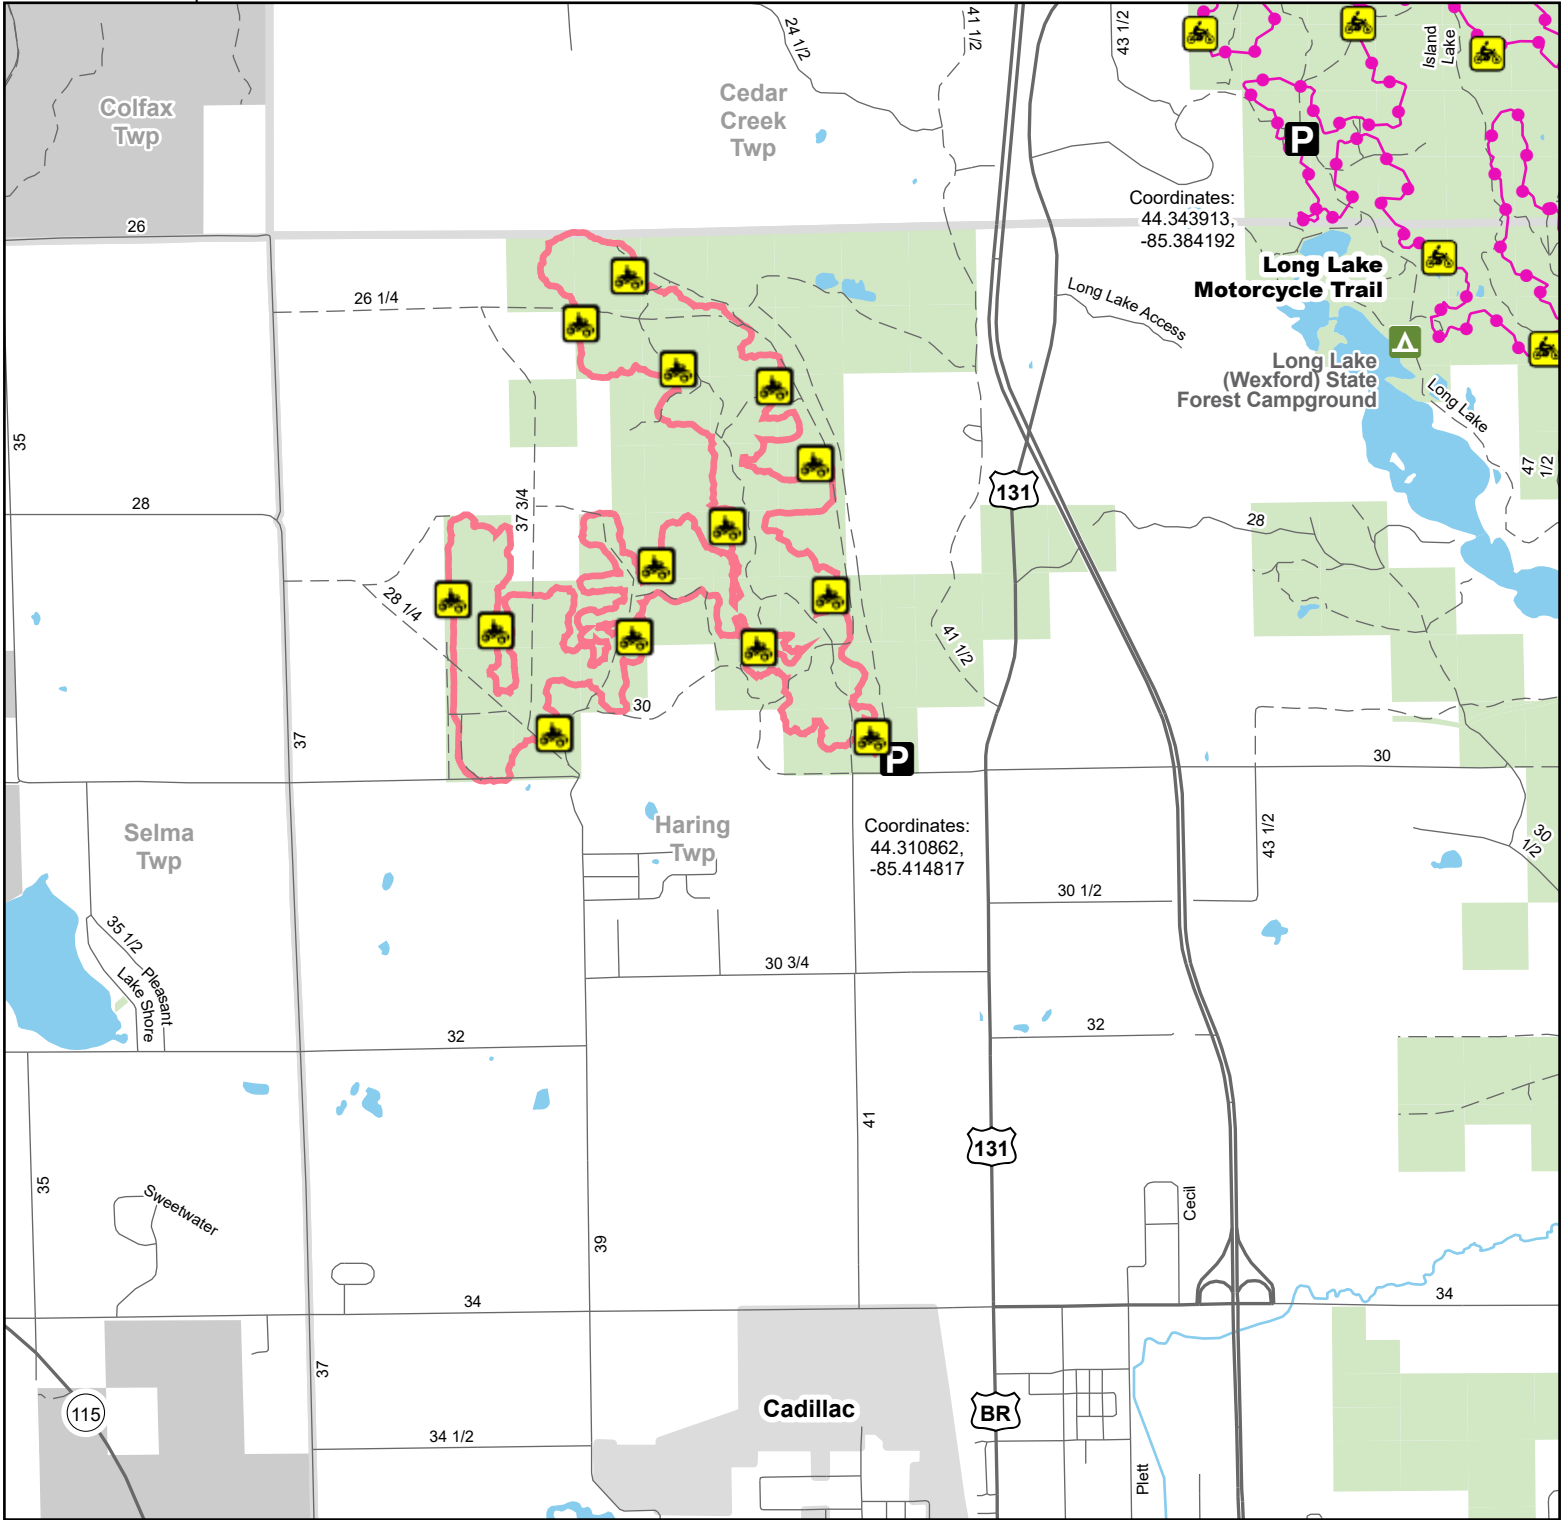 24 1/2
41 1/2
43 1/2
Island
Lake
Colfax
Twp
Cedar
Creek
Twp
P
Coordinates:
44.343913,
-85.384192
26
Long Lake
Motorcycle Trail
26 1/4
Long Lake Access
Long Lake
(Wexford) State
Forest Campground
Long Lake
35
47
1/2
28
37 3/4
131
28
28 1/4
41 1/2
30
37
P
30
Selma
Twp
Haring
Twp
Coordinates:
44.310862,
-85.414817
43 1/2
30
1/2
30 1/2
35 1/2
Pleasant
Lake Shore
30 3/4
32
32
41
131
35
Sweetwater
Cecil
39
34
34
37
115
Cadillac
BR
34 1/2
Plett